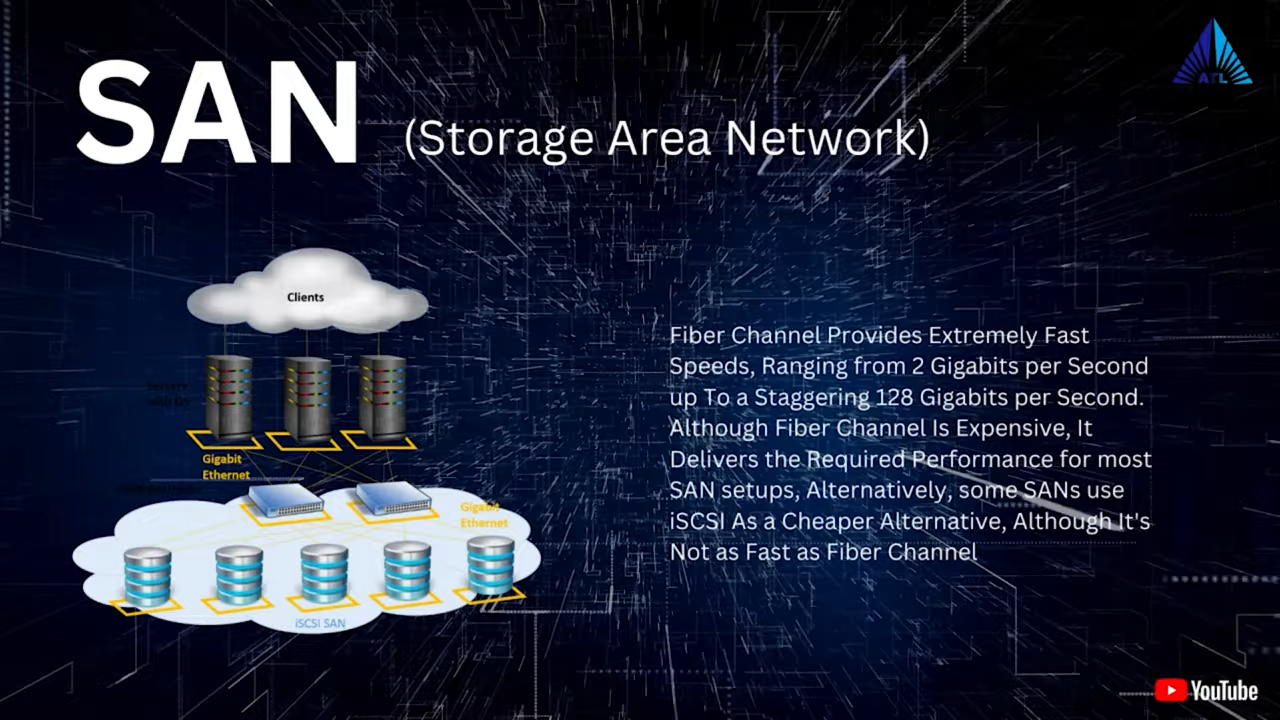 SAN (Storage Area Network)
ATL
Clients
Servers
with OS
Gigabit
Ethernet
Gigabit
Ethernet
iSCSI SAN
Fiber Channel Provides Extremely Fast
Speeds, Ranging from 2 Gigabits per Second
up To a Staggering 128 Gigabits per Second.
Although Fiber Channel Is Expensive, It
Delivers the Required Performance for most
SAN setups, Alternatively, some SANs use
iSCSI As a Cheaper Alternative, Although It's
Not as Fast as Fiber Channel
YouTube